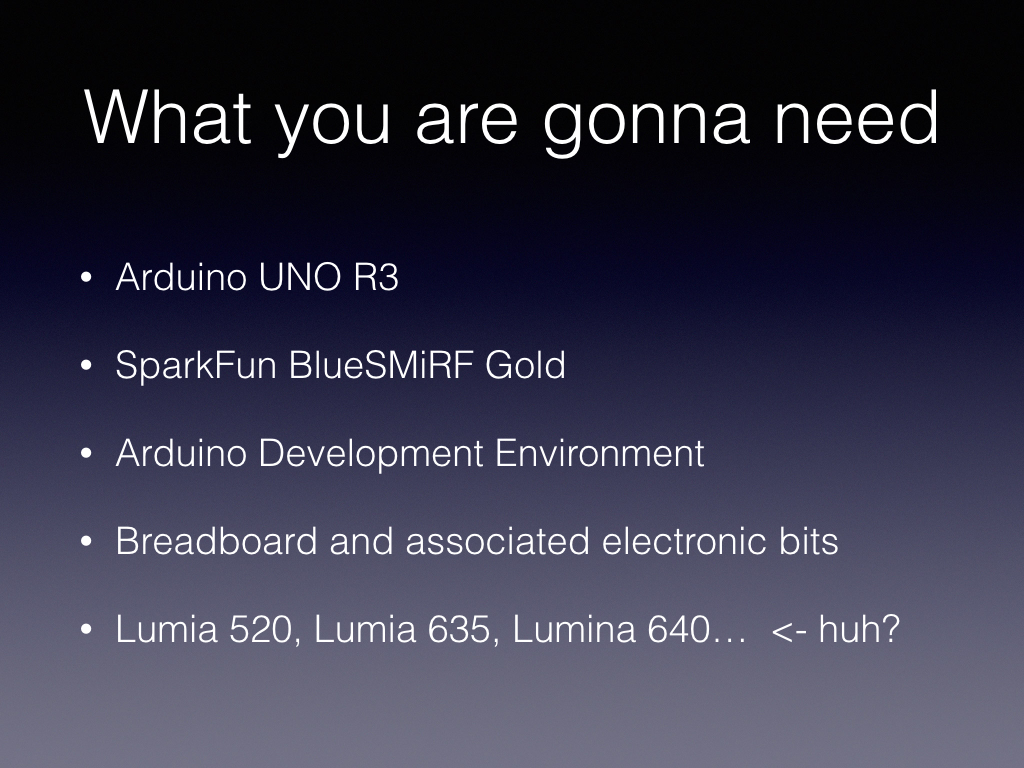 What you are gonna need
• Arduino UNO R3
• SparkFun BlueSMiRF Gold
• Arduino Development Environment
• Breadboard and associated electronic bits
• Lumia 520, Lumia 635, Lumina 640… <- huh?